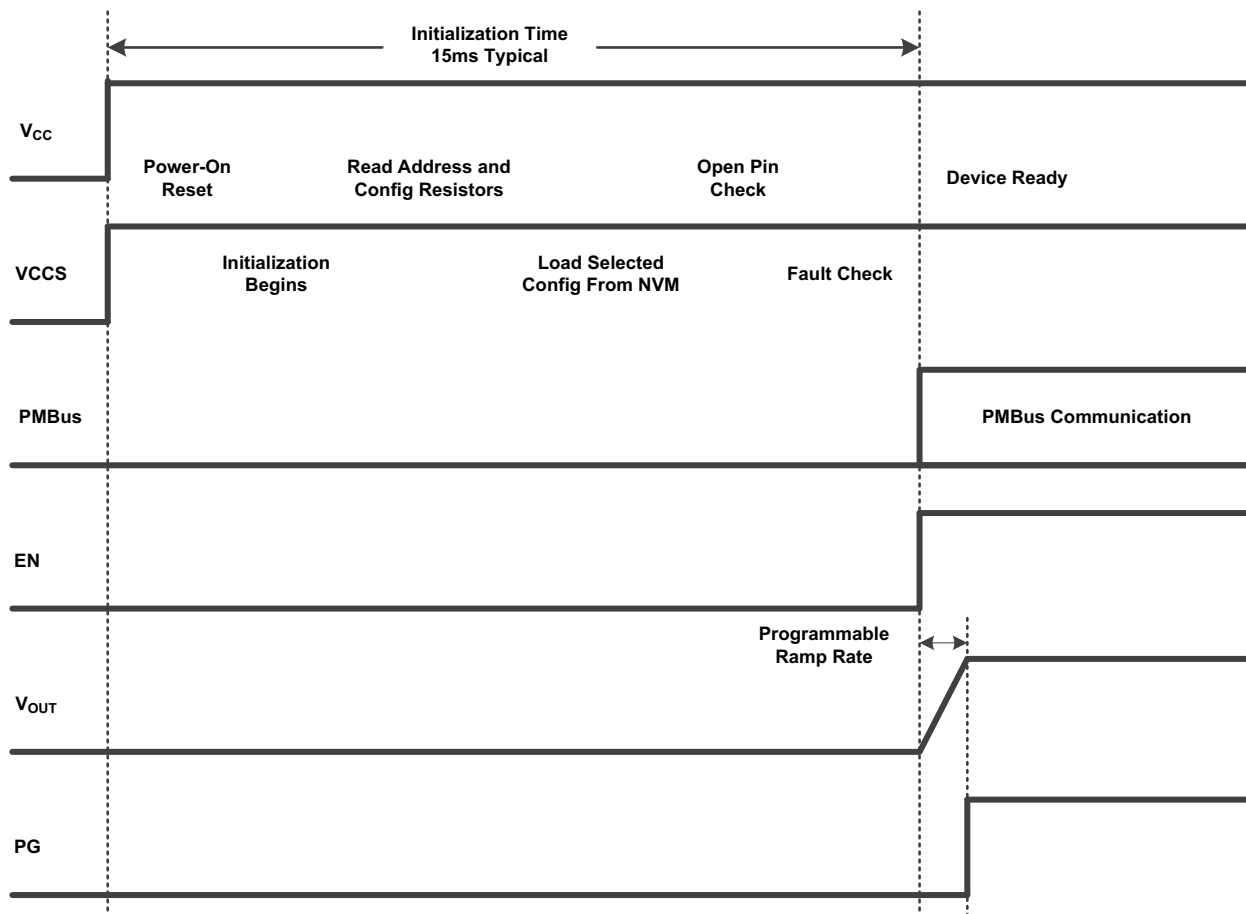 Initialization Time
15ms Typical
VCC
Power-On
Reset
Read Address and
Config Resistors
Open Pin
Check
Device Ready
VCCS
Initialization
Begins
Load Selected
Config From NVM
Fault Check
PMBus
PMBus Communication
EN
Programmable
Ramp Rate
VOUT
PG